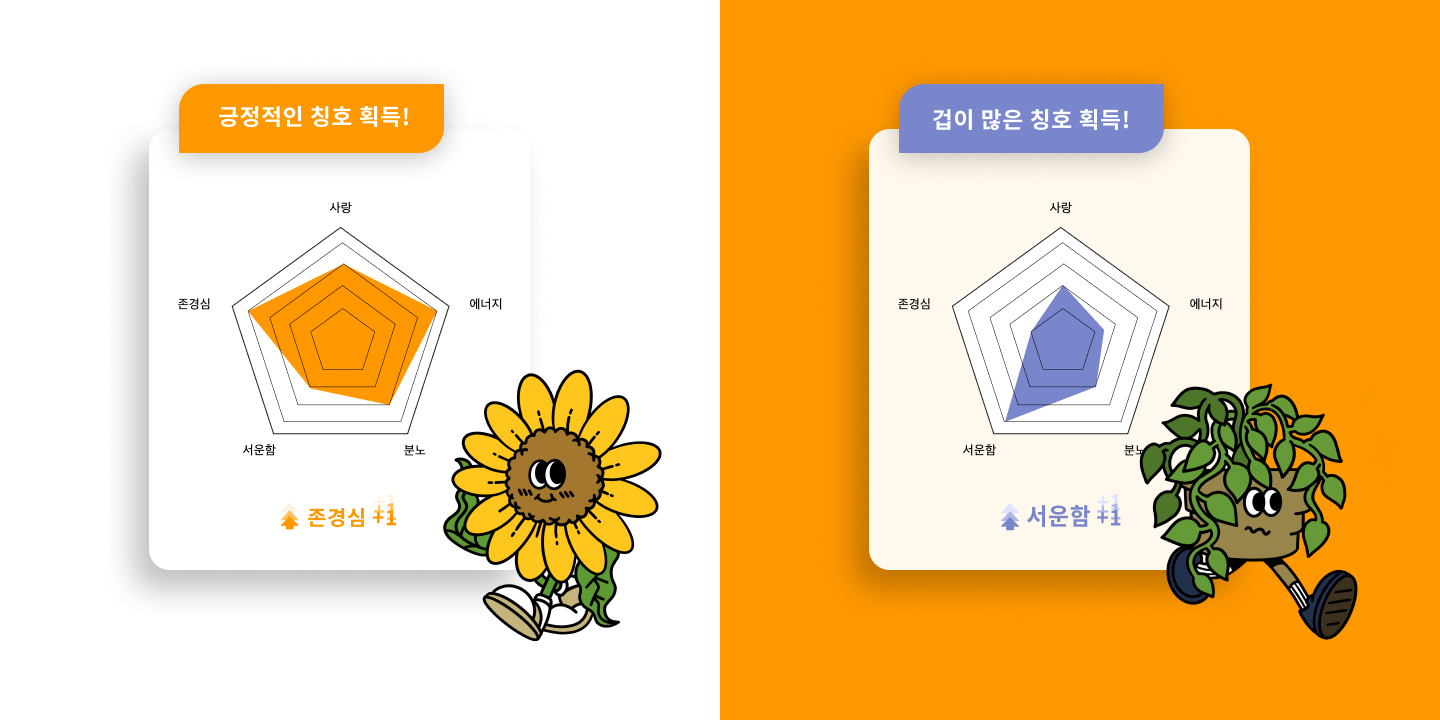 긍정적인 칭호 획득!
사랑
존경심
에너지
서운함
분노
존경심 +1
겁이 많은 칭호 획득!
사랑
존경심
에너지
서운함
분노
서운함 +1